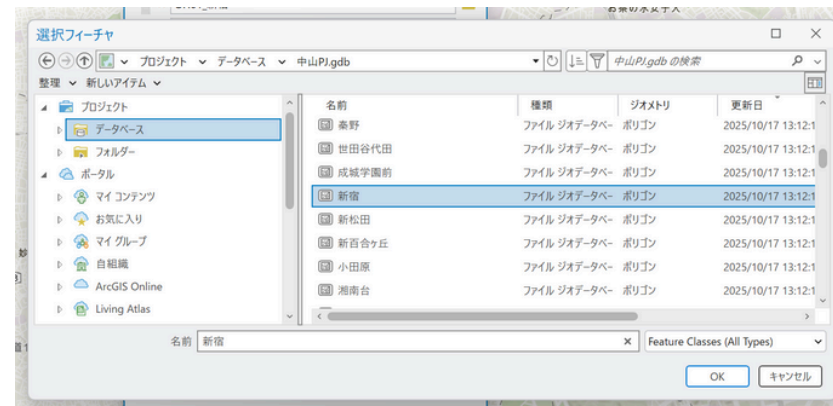 選択フィーチャ
プロジェクト データベース 中山PJ.gdb 中山PJ.gdb の検索
整理 新しいアイテム
プロジェクト
データベース
フォルダー
ポータル
マイ コンテンツ
お気に入り
マイ グループ
自組織
ArcGIS Online
Living Atlas
名前 種類 ジオメトリ 更新日
秦野 ファイル ジオデータベー ポリゴン 2025/10/17 13:12:1
世田谷代田 ファイル ジオデータベー ポリゴン 2025/10/17 13:12:1
成城学園前 ファイル ジオデータベー ポリゴン 2025/10/17 13:12:1
新宿 ファイル ジオデータベー ポリゴン 2025/10/17 13:12:1
新松田 ファイル ジオデータベー ポリゴン 2025/10/17 13:12:1
新百合ヶ丘 ファイル ジオデータベー ポリゴン 2025/10/17 13:12:1
小田原 ファイル ジオデータベー ポリゴン 2025/10/17 13:12:1
湘南台 ファイル ジオデータベー ポリゴン 2025/10/17 13:12:1
名前 新宿 Feature Classes (All Types)
OK キャンセル